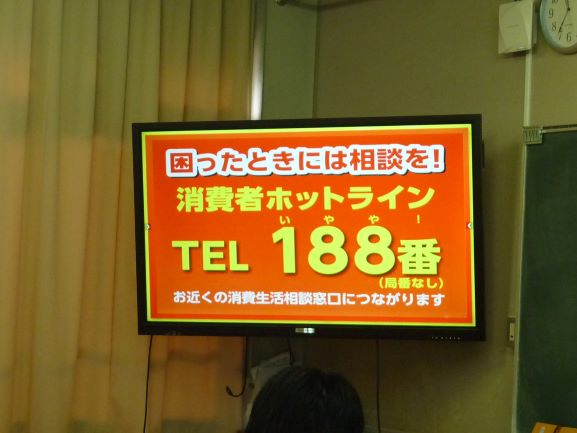 困ったときには相談を!
消費者ホットライン
いやや!
TEL 188番
(局番なし)
お近くの消費生活相談窓口につながります